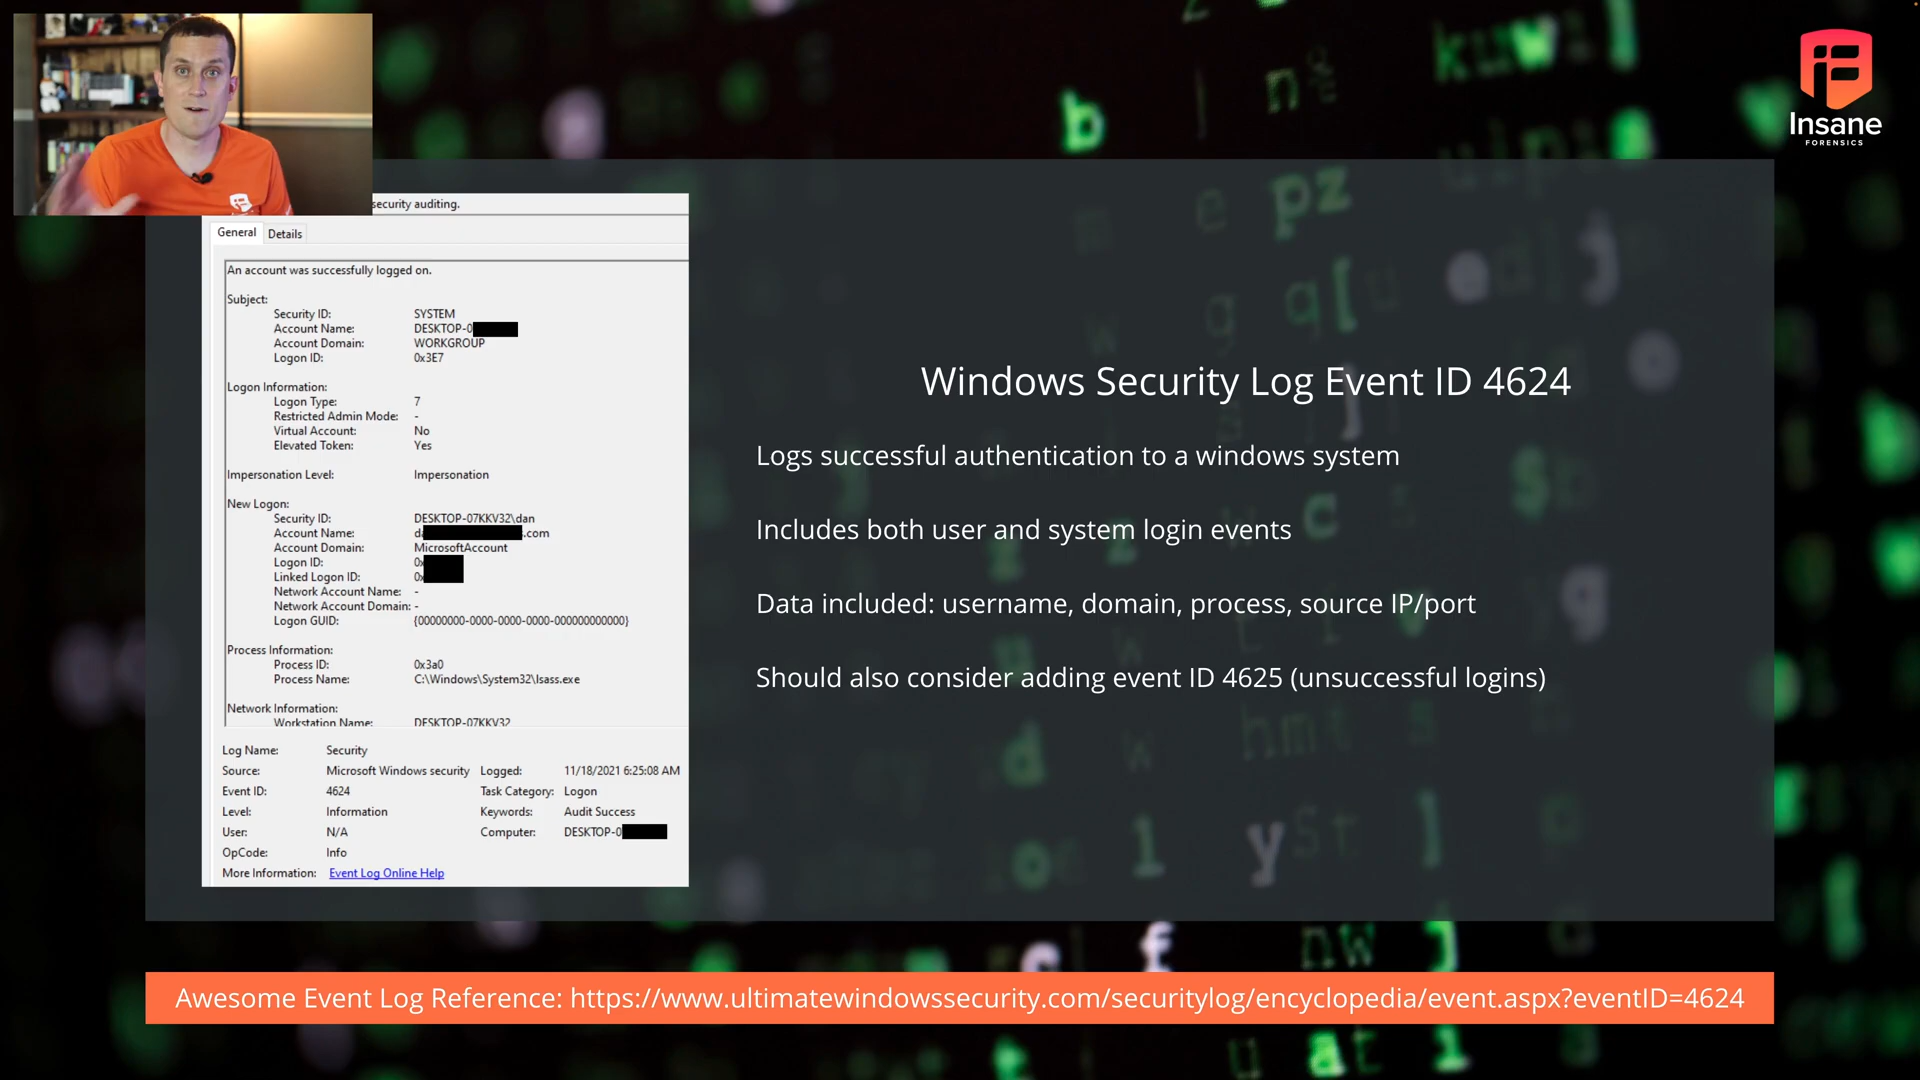 Insane
FORENSICS
security auditing.
General Details
An account was successfully logged on.
Subject:
Security ID: SYSTEM
Account Name: DESKTOP-0
Account Domain: WORKGROUP
Logon ID: 0x3E7
Logon Information:
Logon Type: 7
Restricted Admin Mode: -
Virtual Account: No
Elevated Token: Yes
Impersonation Level: Impersonation
New Logon:
Security ID: DESKTOP-07KKV32\dan
Account Name: d .com
Account Domain: MicrosoftAccount
Logon ID: 0x
Linked Logon ID: 0x
Network Account Name: -
Network Account Domain: -
Logon GUID: {00000000-0000-0000-0000-000000000000}
Process Information:
Process ID: 0x3a0
Process Name: C:\Windows\System32\lsass.exe
Network Information:
Workstation Name: DESKTOP-07KKV32
Log Name: Security
Source: Microsoft Windows security Logged: 11/18/2021 6:25:08 AM
Event ID: 4624 Task Category: Logon
Level: Information Keywords: Audit Success
User: N/A Computer: DESKTOP-0
OpCode: Info
More Information: Event Log Online Help
Windows Security Log Event ID 4624
Logs successful authentication to a windows system
Includes both user and system login events
Data included: username, domain, process, source IP/port
Should also consider adding event ID 4625 (unsuccessful logins)
Awesome Event Log Reference: https://www.ultimatewindowssecurity.com/securitylog/encyclopedia/event.aspx?eventID=4624